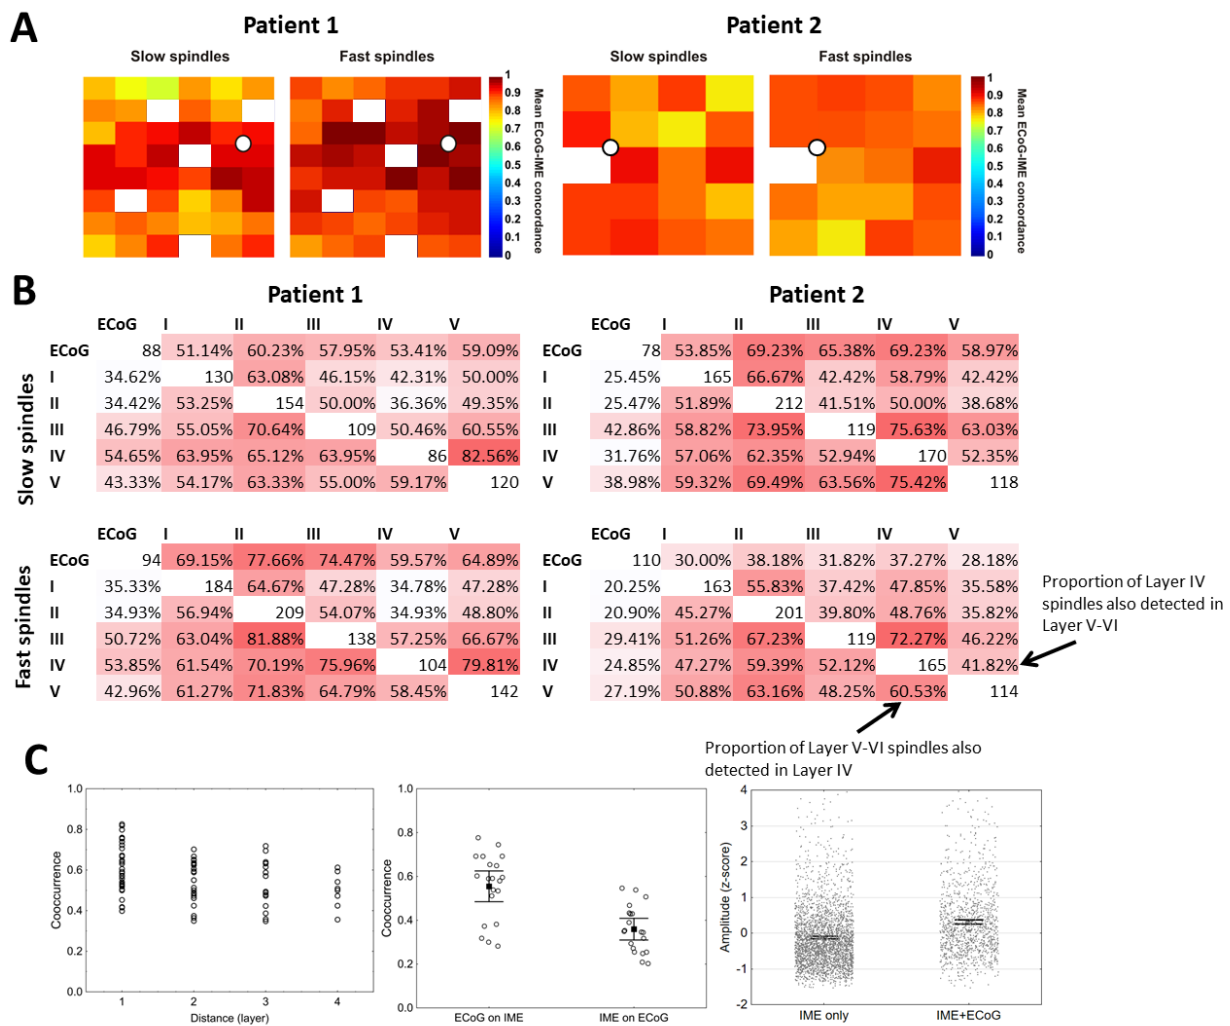 A
Patient 1
Patient 2
Slow spindles
Fast spindles
Slow spindles
Fast spindles
1
0.9
0.8
0.7
0.6
0.5
0.4
0.3
0.2
0.1
0
Mean ECoG-IME concordance
1
0.9
0.8
0.7
0.6
0.5
0.4
0.3
0.2
0.1
0
Mean ECoG-IME concordance
B
Patient 1
Patient 2
Slow spindles
ECoG I II III IV V
ECoG 88 51.14% 60.23% 57.95% 53.41% 59.09%
I 34.62% 130 63.08% 46.15% 42.31% 50.00%
II 34.42% 53.25% 154 50.00% 36.36% 49.35%
III 46.79% 55.05% 70.64% 109 50.46% 60.55%
IV 54.65% 63.95% 65.12% 63.95% 86 82.56%
V 43.33% 54.17% 63.33% 55.00% 59.17% 120
ECoG I II III IV V
ECoG 78 53.85% 69.23% 65.38% 69.23% 58.97%
I 25.45% 165 66.67% 42.42% 58.79% 42.42%
II 25.47% 51.89% 212 41.51% 50.00% 38.68%
III 42.86% 58.82% 73.95% 119 75.63% 63.03%
IV 31.76% 57.06% 62.35% 52.94% 170 52.35%
V 38.98% 59.32% 69.49% 63.56% 75.42% 118
Fast spindles
ECoG I II III IV V
ECoG 94 69.15% 77.66% 74.47% 59.57% 64.89%
I 35.33% 184 64.67% 47.28% 34.78% 47.28%
II 34.93% 56.94% 209 54.07% 34.93% 48.80%
III 50.72% 63.04% 81.88% 138 57.25% 66.67%
IV 53.85% 61.54% 70.19% 75.96% 104 79.81%
V 42.96% 61.27% 71.83% 64.79% 58.45% 142
ECoG I II III IV V
ECoG 110 30.00% 38.18% 31.82% 37.27% 28.18%
I 20.25% 163 55.83% 37.42% 47.85% 35.58%
II 20.90% 45.27% 201 39.80% 48.76% 35.82%
III 29.41% 51.26% 67.23% 119 72.27% 46.22%
IV 24.85% 47.27% 59.39% 52.12% 165 41.82%
V 27.19% 50.88% 63.16% 48.25% 60.53% 114
Proportion of Layer IV
spindles also detected in
Layer V-VI
Proportion of Layer V-VI spindles also
detected in Layer IV
C
Cooccurrence
1.0
0.8
0.6
0.4
0.2
0.0
1 2 3 4
Distance (layer)
Cooccurrence
1.0
0.8
0.6
0.4
0.2
0.0
ECoG on IME IME on ECoG
Amplitude (z-score)
4
3
2
1
0
-1
-2
IME only IME+ECoG